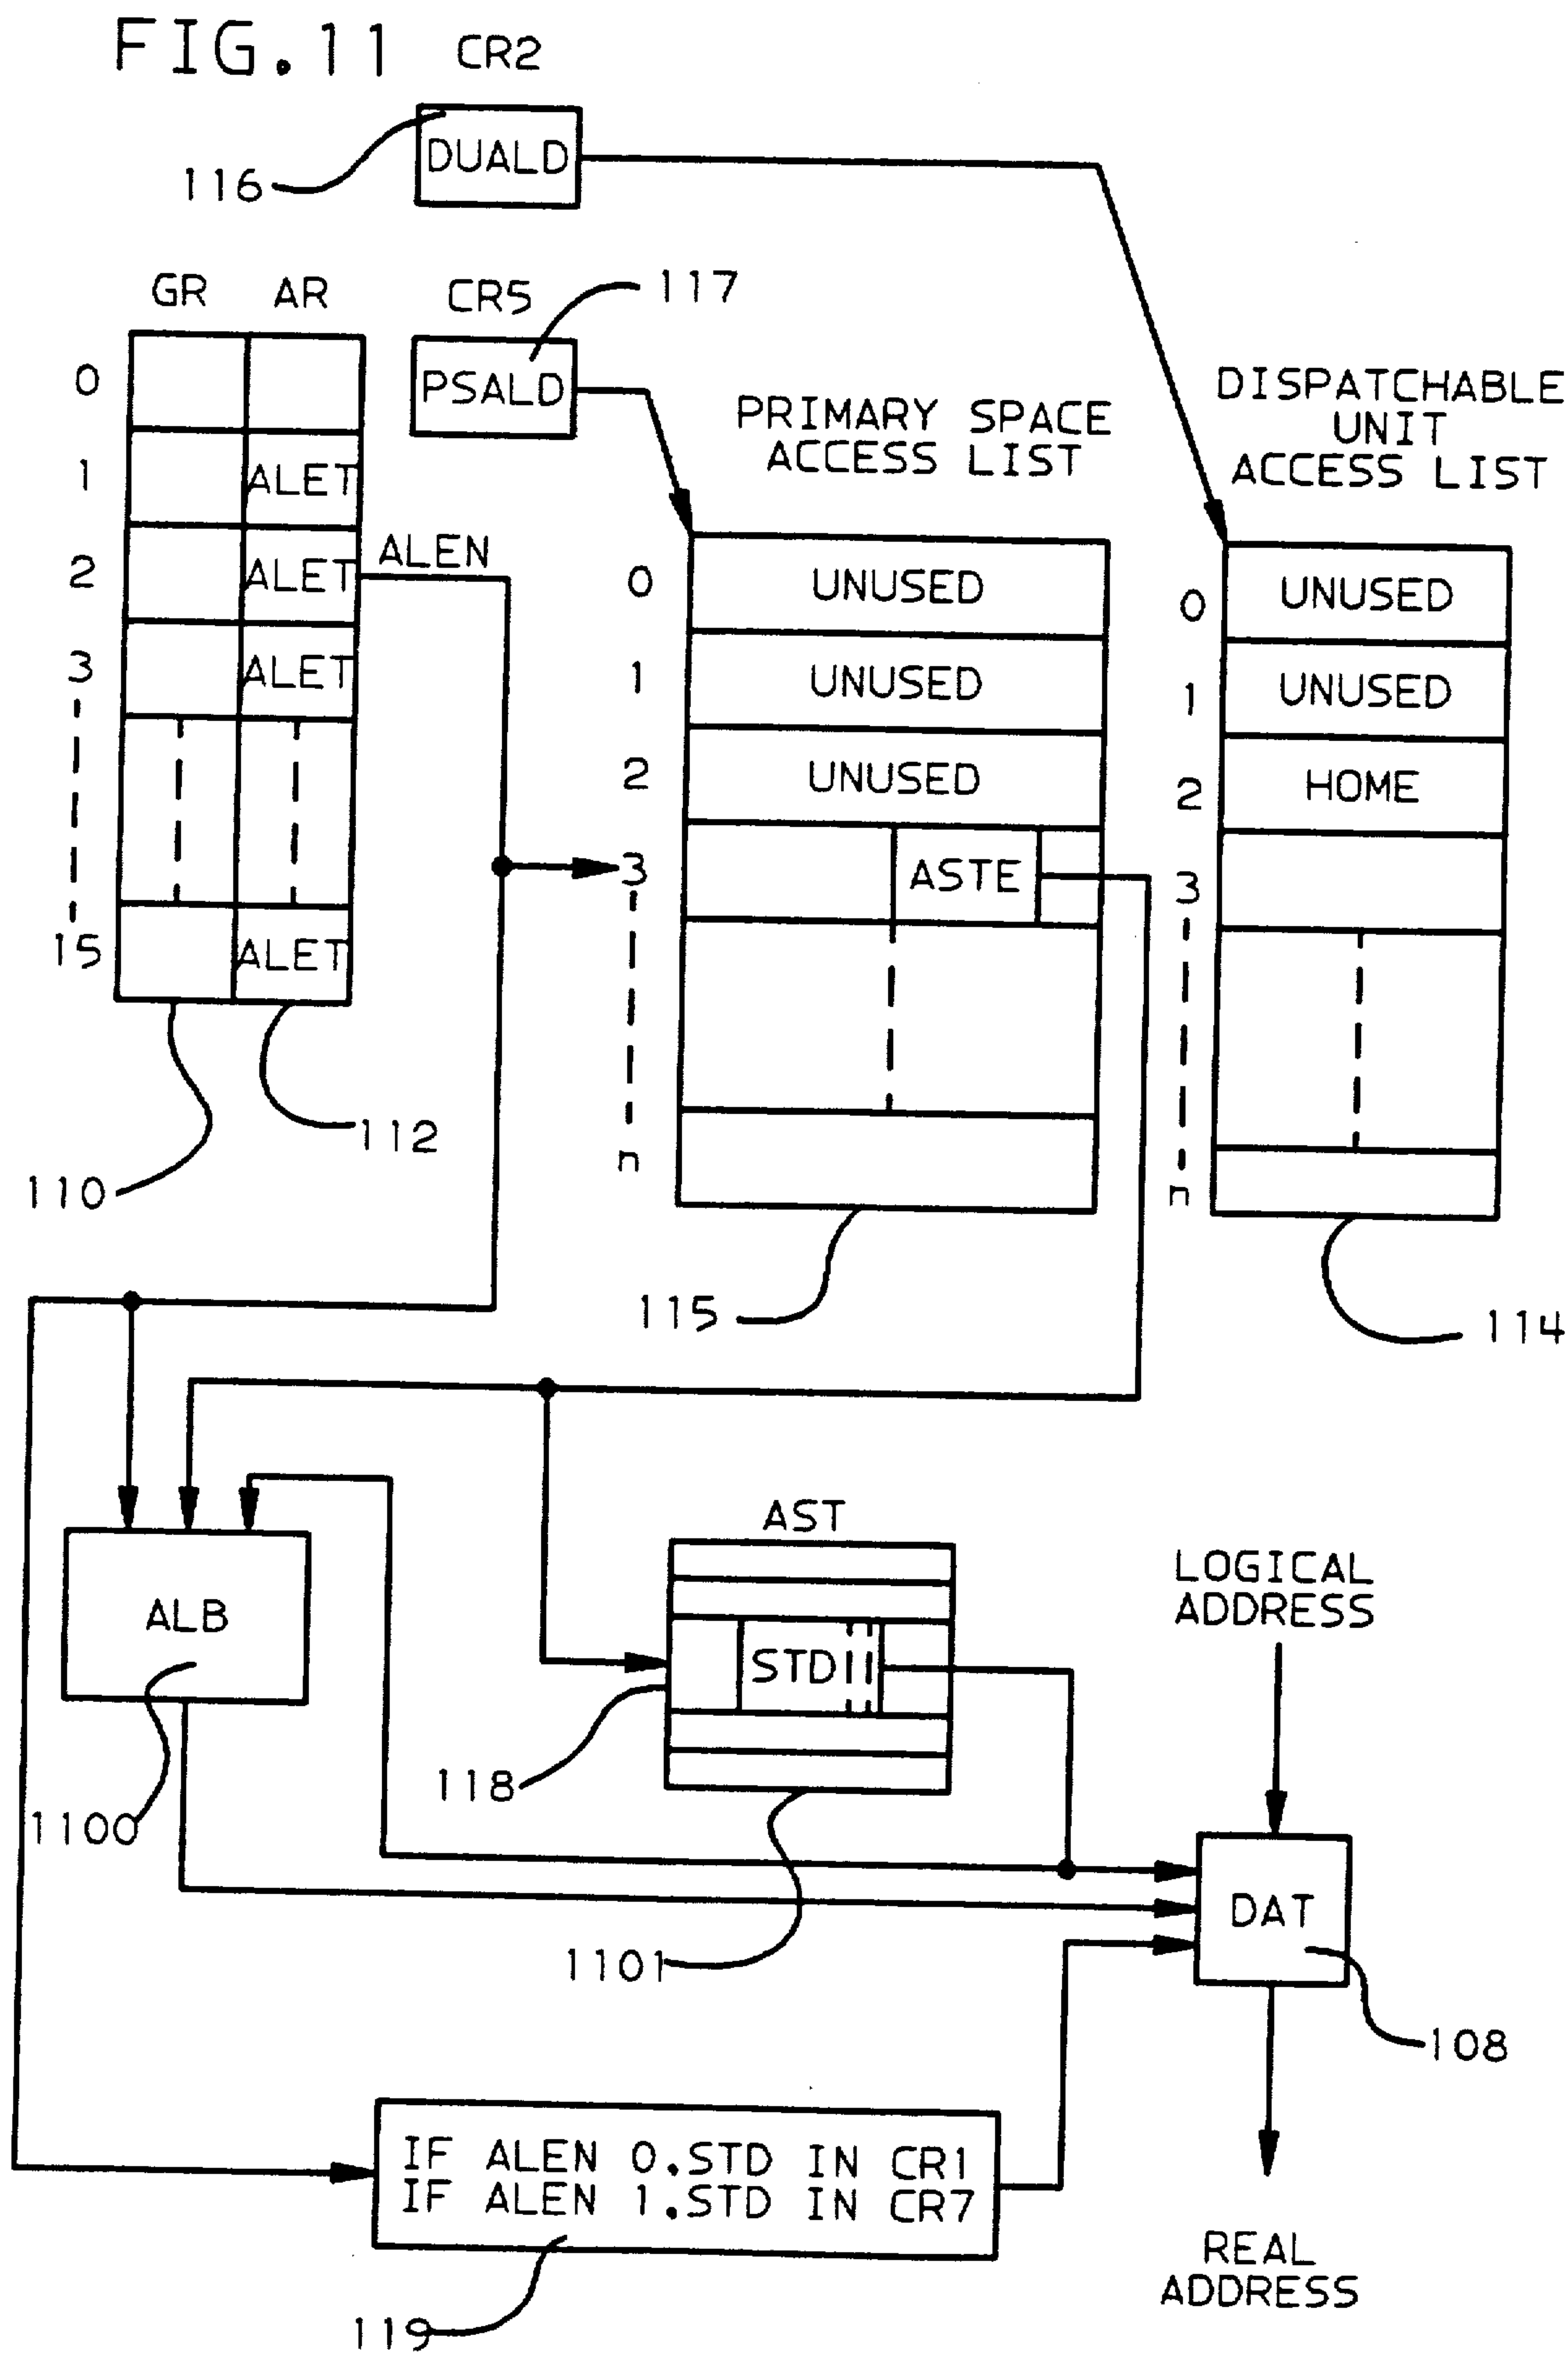 FIG.11
CR2
DUALD
116
GR AR
CR5
117
PSALD
0
1 ALET
2 ALET
3 ALET
15 ALET
ALEN
110
112
PRIMARY SPACE
ACCESS LIST
0 UNUSED
1 UNUSED
2 UNUSED
3 ASTE
n
115
DISPATCHABLE
UNIT
ACCESS LIST
0 UNUSED
1 UNUSED
2 HOME
3
n
114
ALB
1100
AST
STD
118
1101
LOGICAL
ADDRESS
DAT
108
IF ALEN 0.STD IN CR1
IF ALEN 1.STD IN CR7
119
REAL
ADDRESS